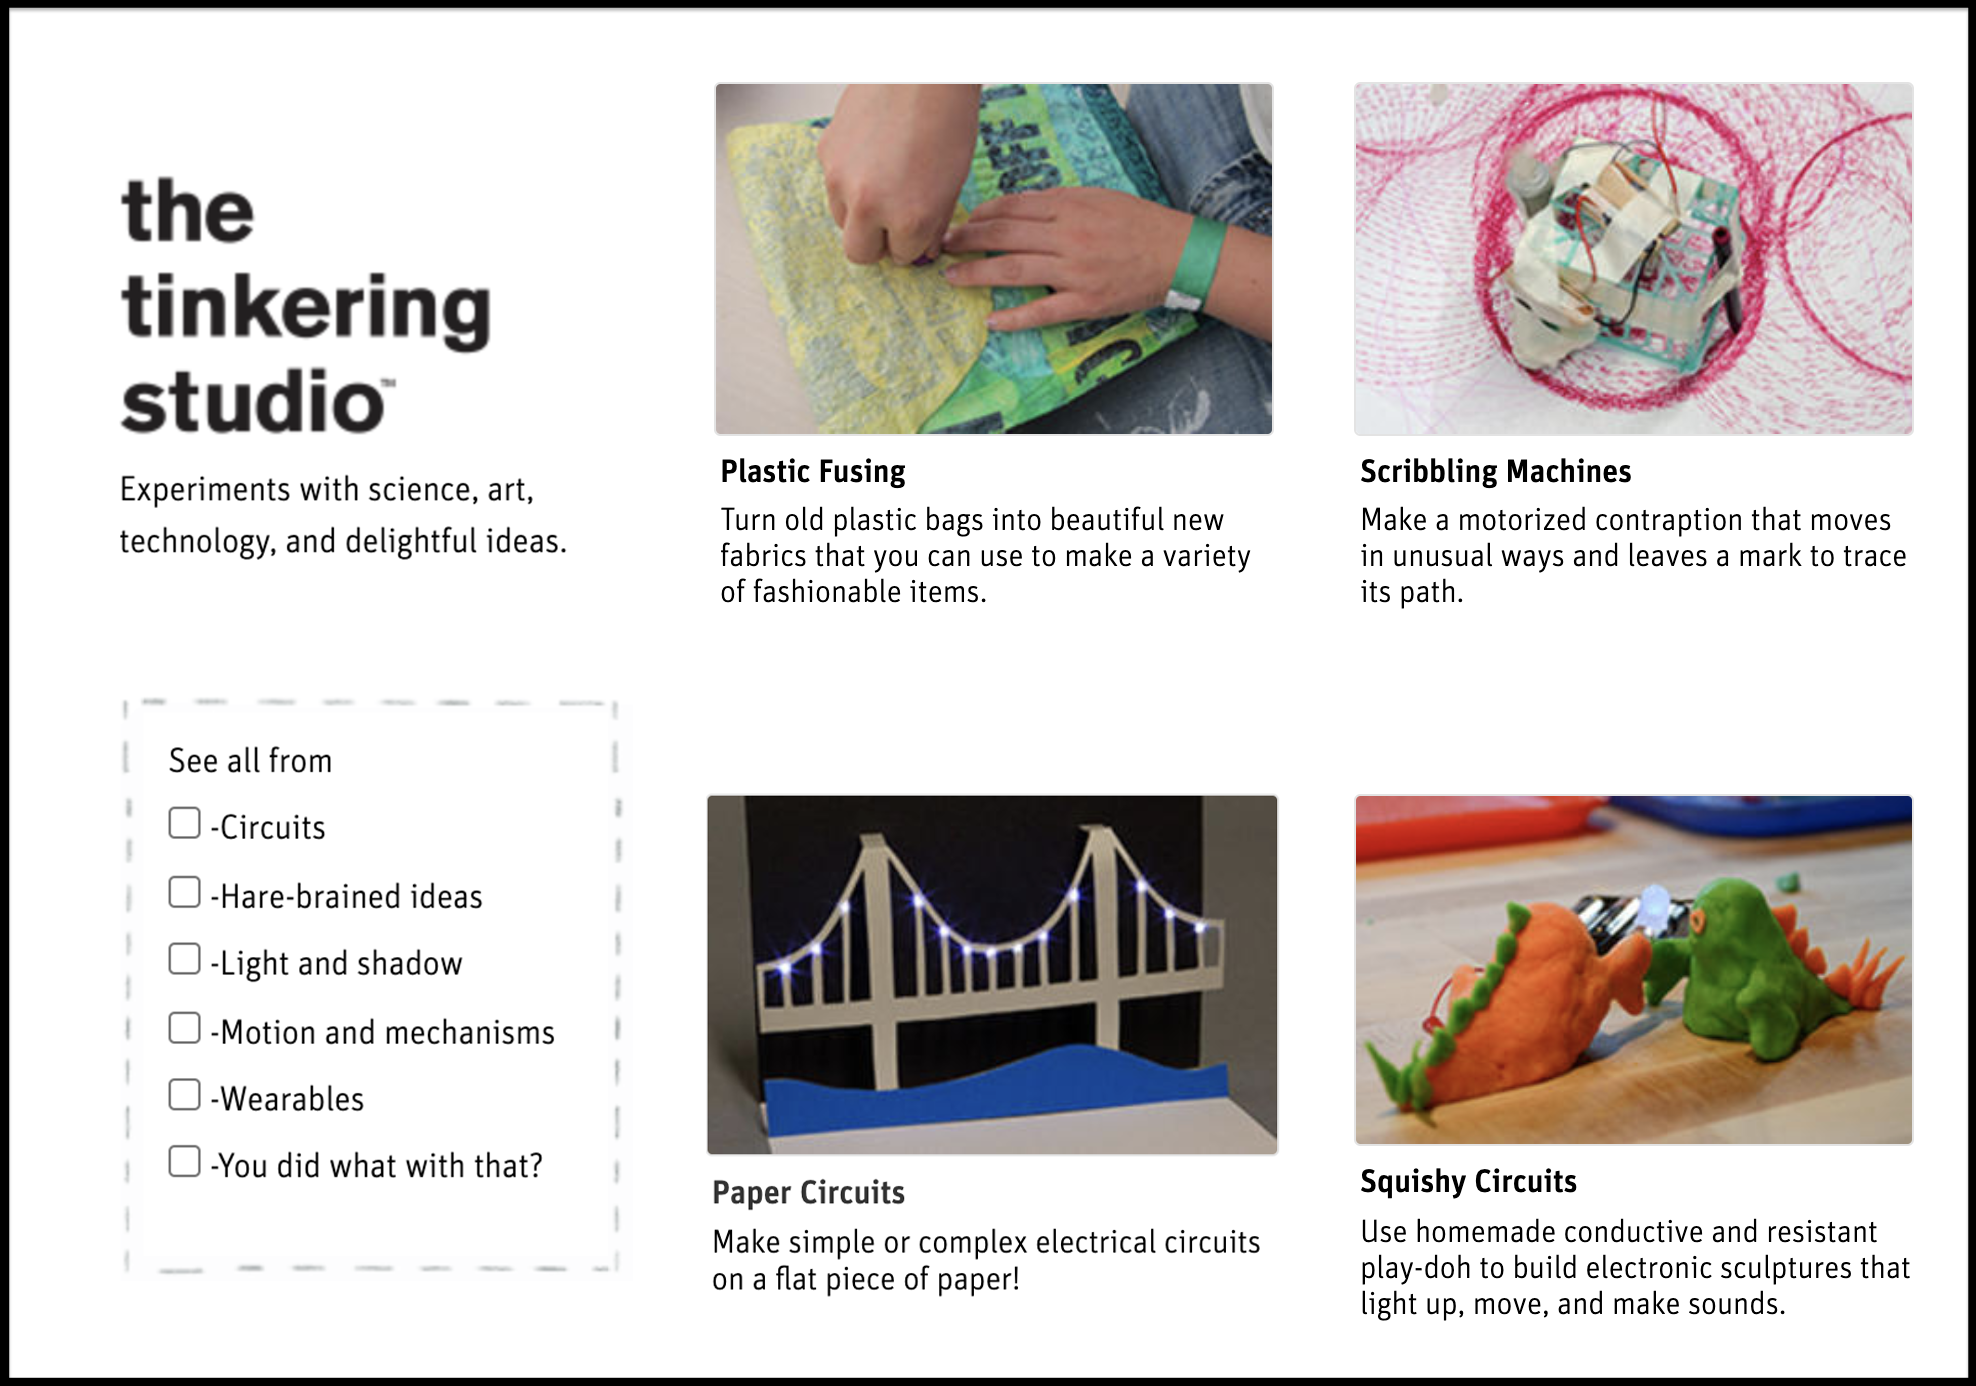 the
tinkering
studio™
Experiments with science, art,
technology, and delightful ideas.
Plastic Fusing
Turn old plastic bags into beautiful new
fabrics that you can use to make a variety
of fashionable items.
Scribbling Machines
Make a motorized contraption that moves
in unusual ways and leaves a mark to trace
its path.
See all from
-Circuits
-Hare-brained ideas
-Light and shadow
-Motion and mechanisms
-Wearables
-You did what with that?
Paper Circuits
Make simple or complex electrical circuits
on a flat piece of paper!
Squishy Circuits
Use homemade conductive and resistant
play-doh to build electronic sculptures that
light up, move, and make sounds.